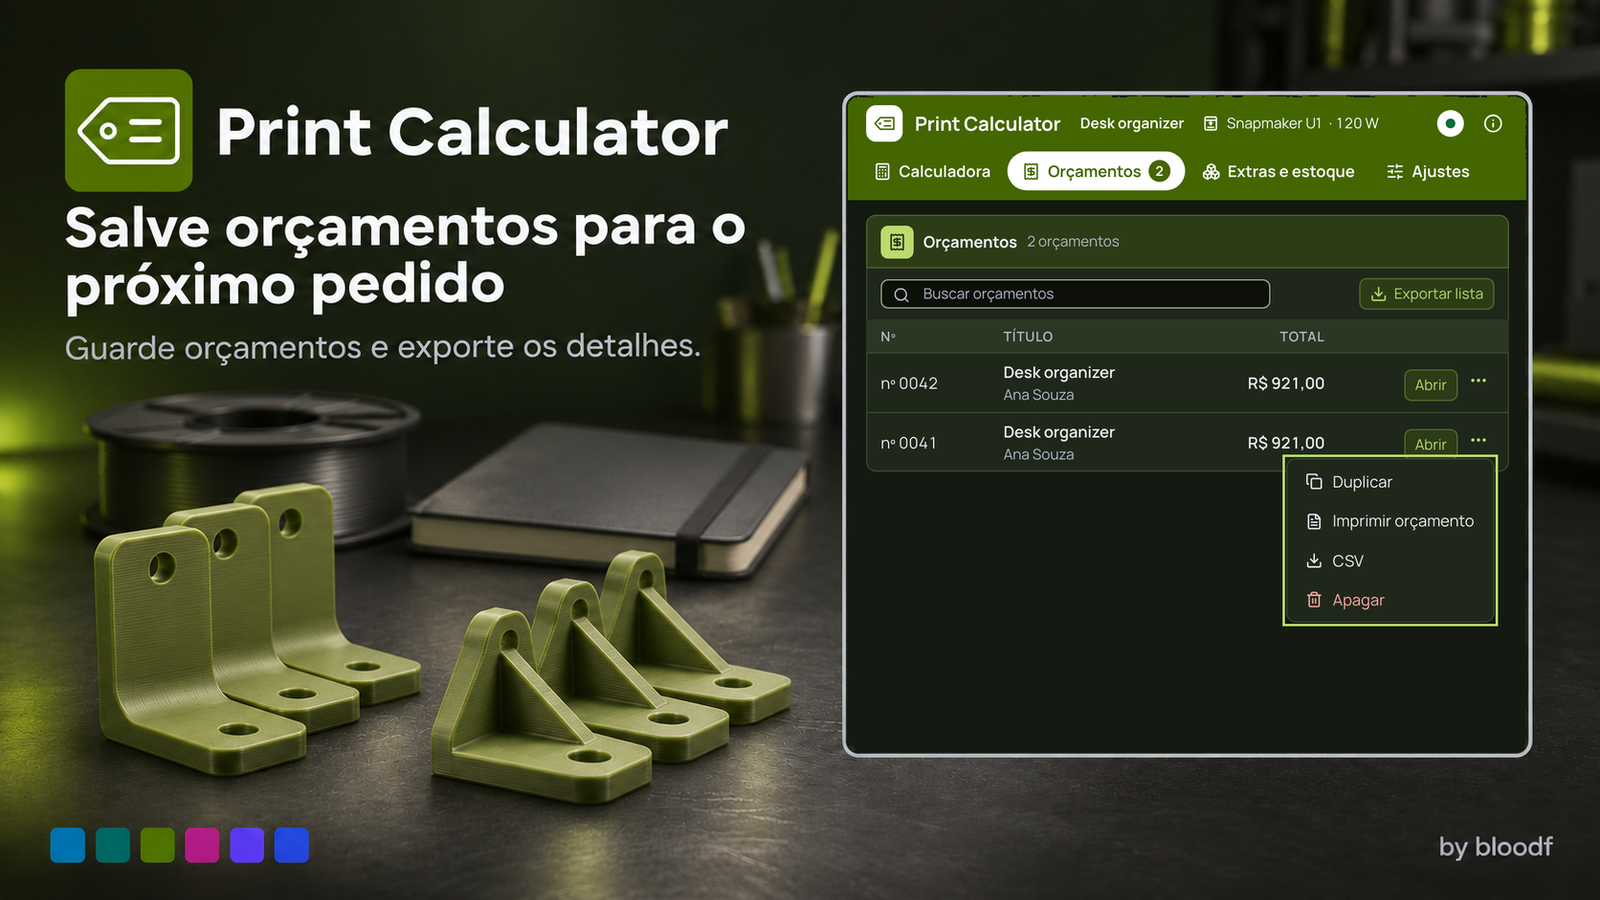 Print Calculator
Salve orçamentos para o
próximo pedido
Guarde orçamentos e exporte os detalhes.
Print Calculator
Desk organizer
Snapmaker U1 · 120 W
Calculadora
Orçamentos 2
Extras e estoque
Ajustes
Orçamentos 2 orçamentos
Buscar orçamentos
Exportar lista
Nº TÍTULO TOTAL
nº 0042 Desk organizer R$ 921,00 Abrir
Ana Souza
nº 0041 Desk organizer R$ 921,00 Abrir
Ana Souza
Duplicar
Imprimir orçamento
CSV
Apagar
by bloodf